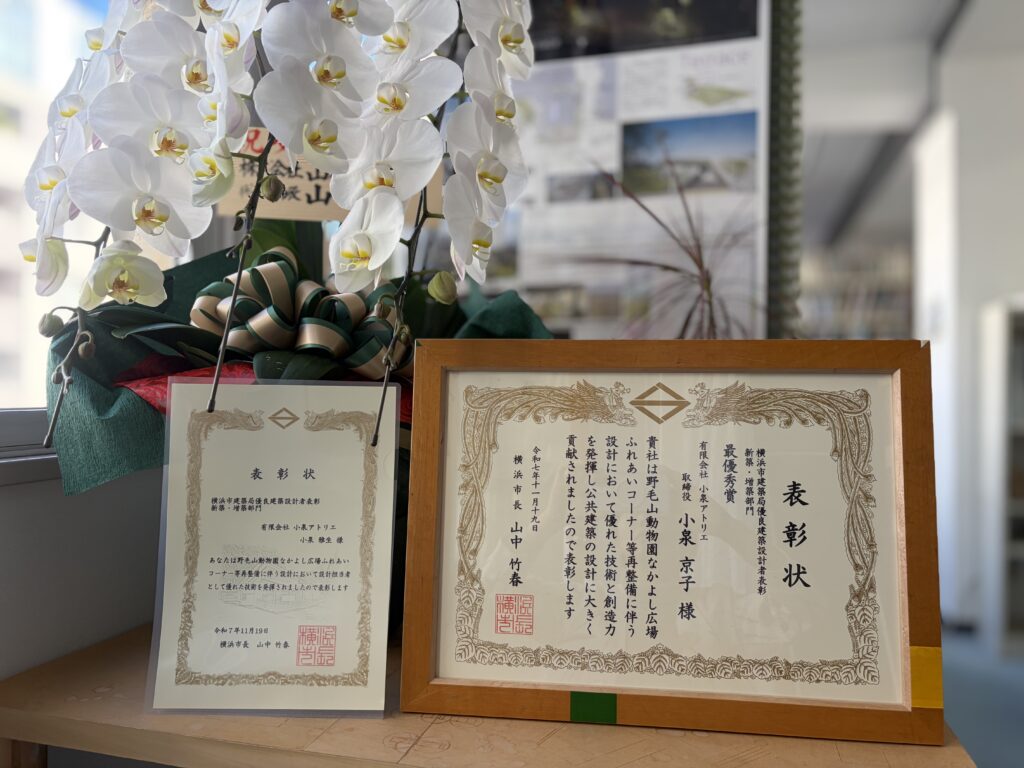 表彰状
横浜市建築局優良建築設計者表彰
新築・増築部門
最優秀賞
有限会社 小泉アトリエ
取締役 小泉 京子 様
貴社は野毛山動物園なかよし広場
ふれあいコーナー等再整備に伴う
設計において優れた技術と創造力
を発揮し公共建築の設計に大きく
貢献されましたので表彰します
令和七年十一月十九日
横浜市長 山中 竹春
表彰状
横浜市建築局優良建築設計者表彰
新築・増築部門
有限会社 小泉アトリエ
小泉 雅生 様
あなたは野毛山動物園なかよし広場ふれあい
コーナー等再整備に伴う設計において設計担当者
として優れた技術を発揮されましたので表彰します
令和7年11月19日
横浜市長 山中 竹春
株式会社 山
山